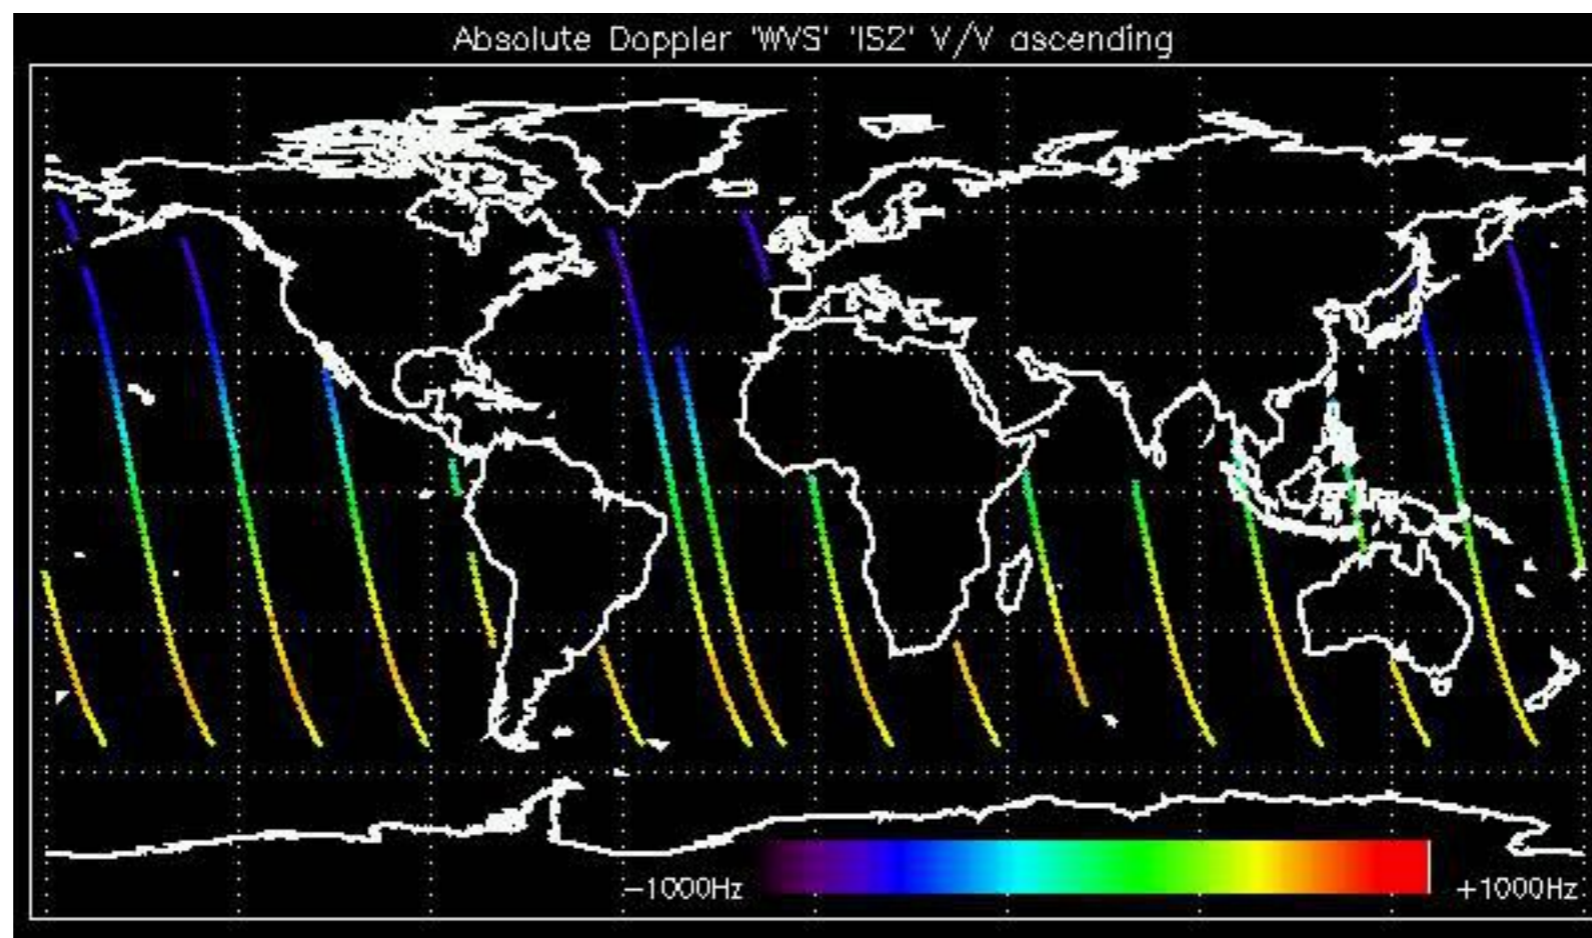 Absolute Doppler 'WVS' 'IS2' V/V ascending
−1000Hz
+1000Hz